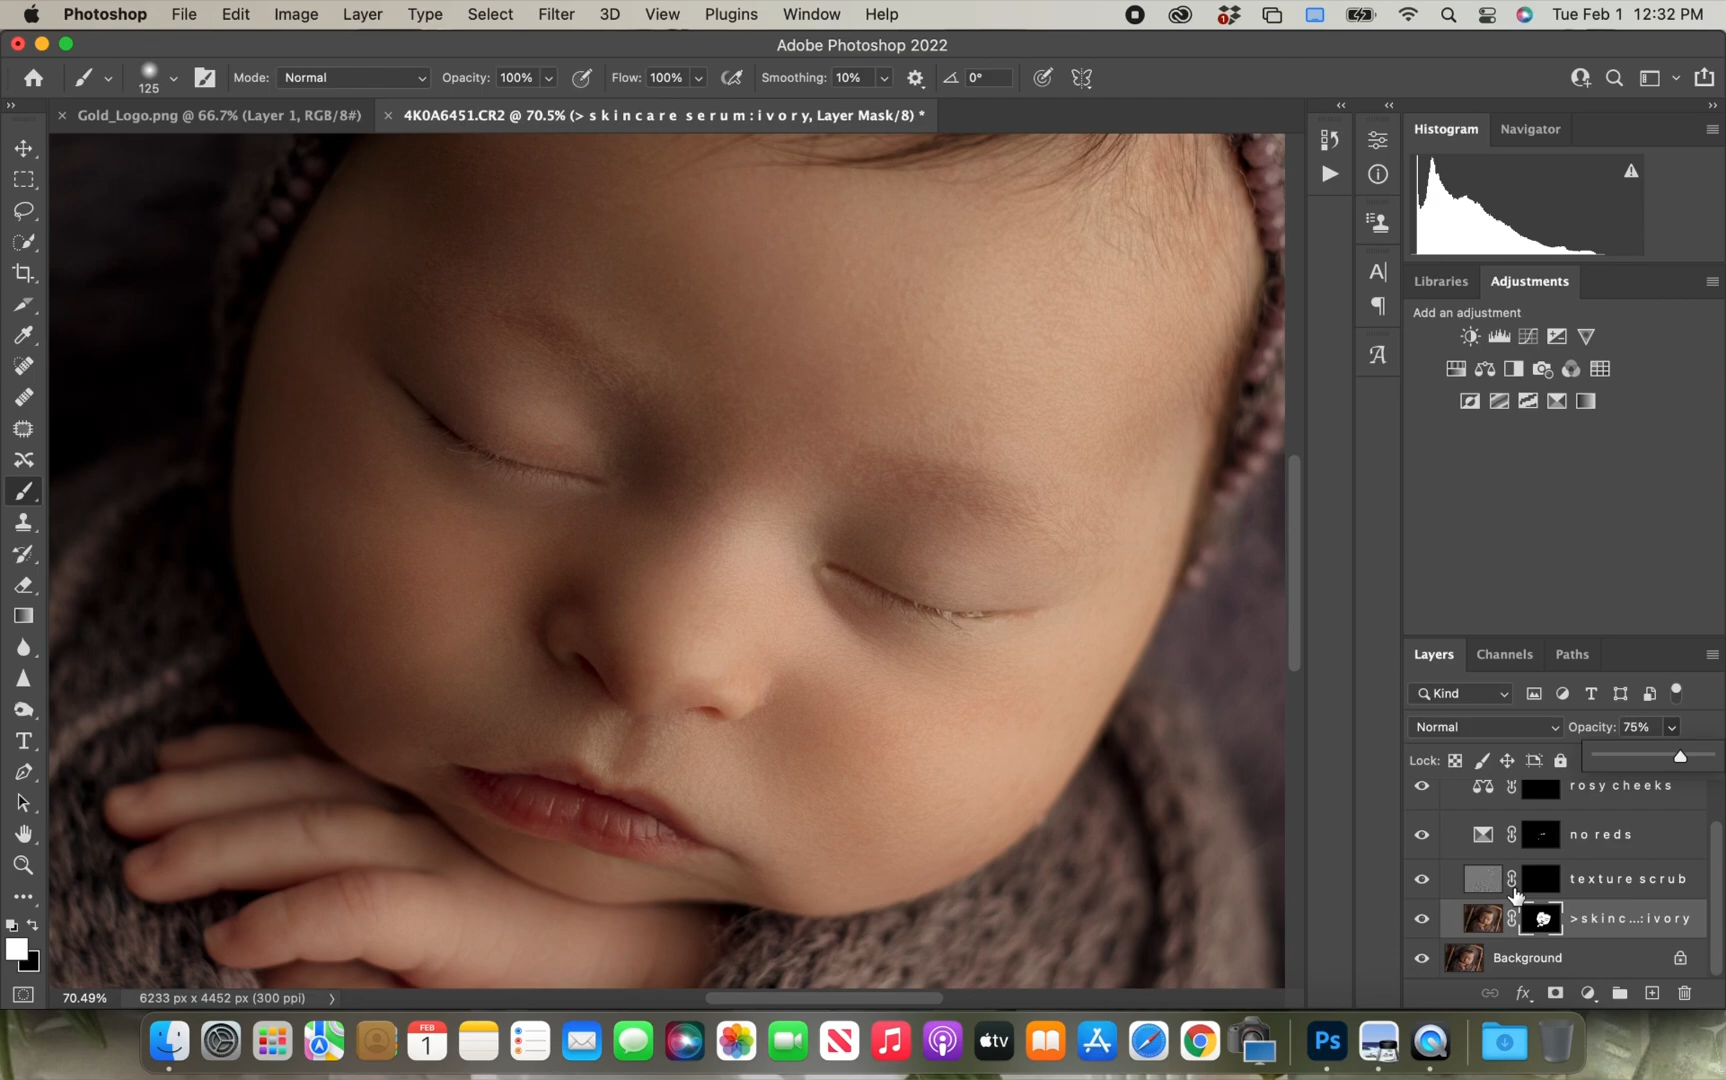 Photoshop File Edit Image Layer Type Select Filter 3D View Plugins Window Help Tue Feb 1 12:32 PM
Adobe Photoshop 2022
125 Mode: Normal Opacity: 100% Flow: 100% Smoothing: 10% 0°
Gold_Logo.png @ 66.7% (Layer 1, RGB/8#) 4K0A6451.CR2 @ 70.5% (> s k i n c a r e s e r u m : i v o r y, Layer Mask/8) *
Histogram Navigator
Libraries Adjustments
Add an adjustment
Layers Channels Paths
Kind
Normal Opacity: 75%
Lock:
r o s y c h e e k s
n o r e d s
t e x t u r e s c r u b
> s k i n c ...: i v o r y
Background
fx
70.49% 6233 px x 4452 px (300 ppi)
FEB
1
tv
Ps